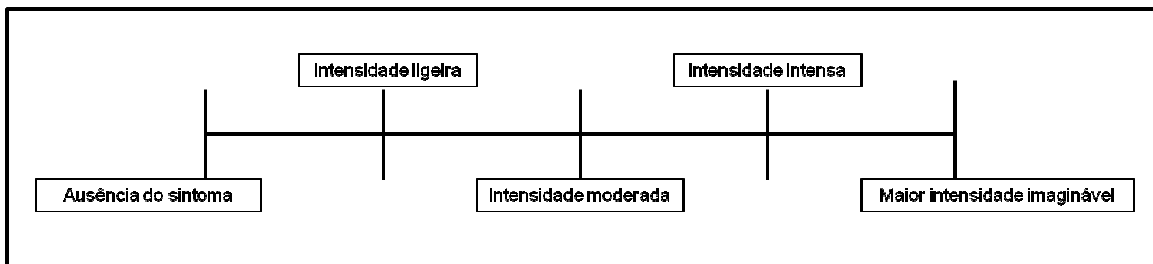 Intensidade ligeira
Intensidade intensa
Ausência do sintoma
Intensidade moderada
Maior intensidade imaginável